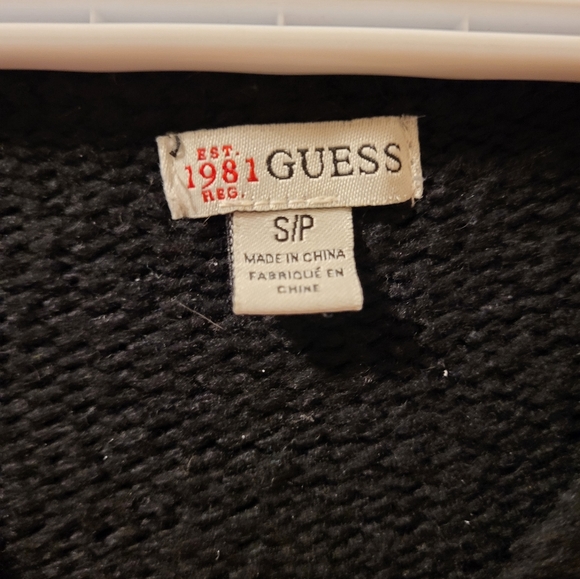 EST.
1981 GUESS
REG.
S/P
MADE IN CHINA
FABRIQUÉ EN
CHINE